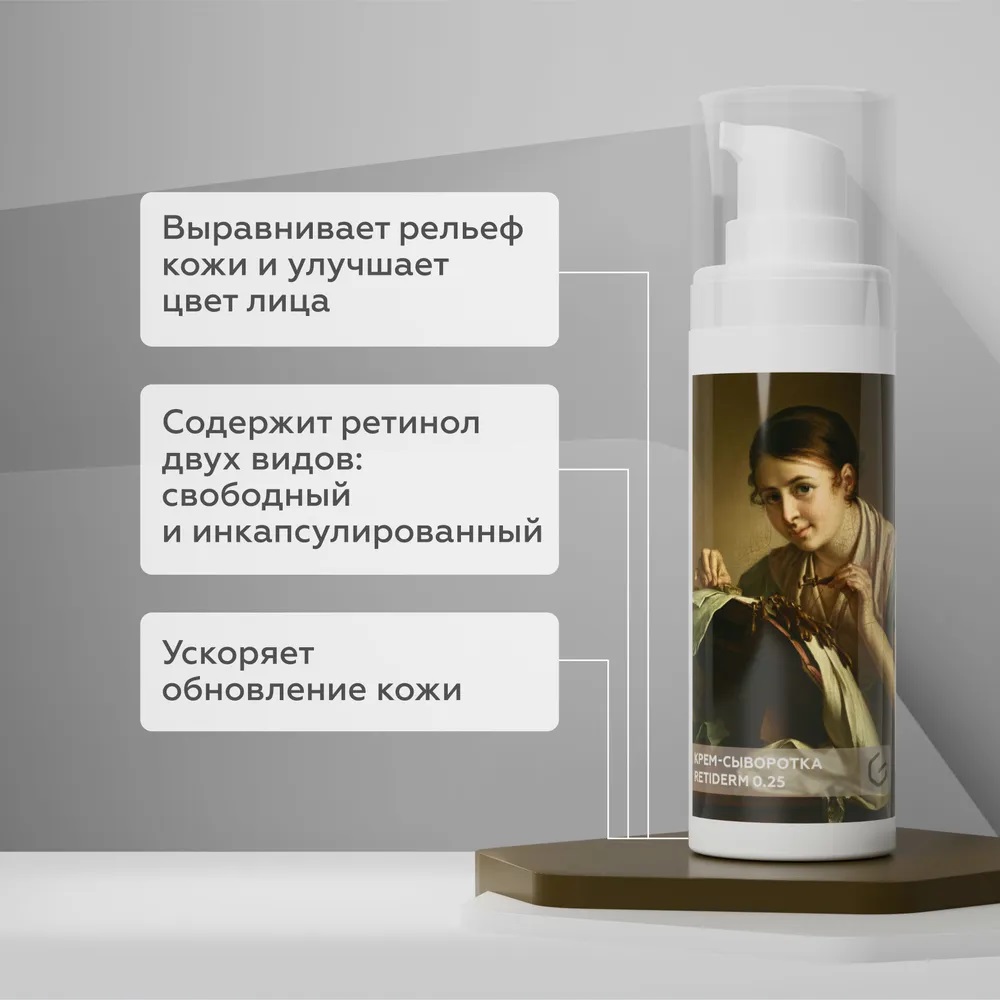 Выравнивает рельеф
кожи и улучшает
цвет лица
Содержит ретинол
двух видов:
свободный
и инкапсулированный
Ускоряет
обновление кожи
КРЕМ-СЫВОРОТКА
RETIDERM 0.25